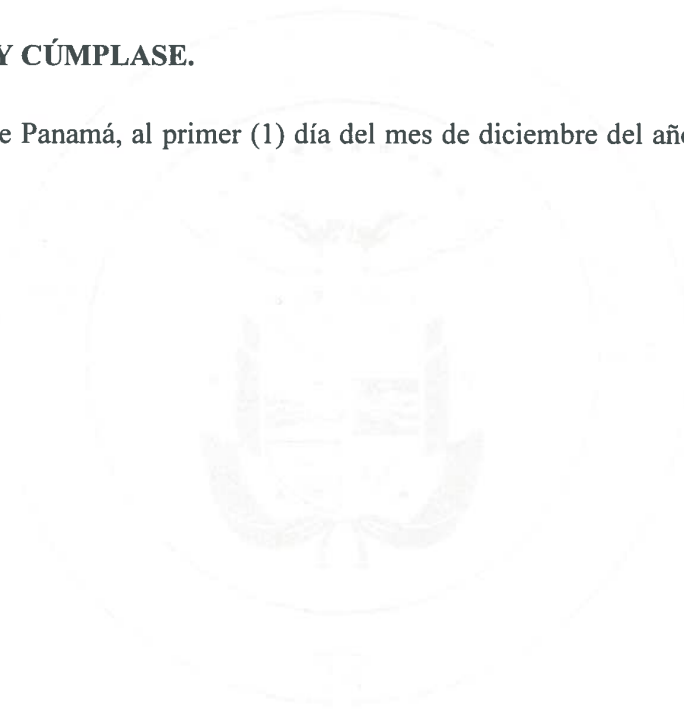 Y CÚMPLASE.
e Panamá, al primer (1) día del mes de diciembre del añ